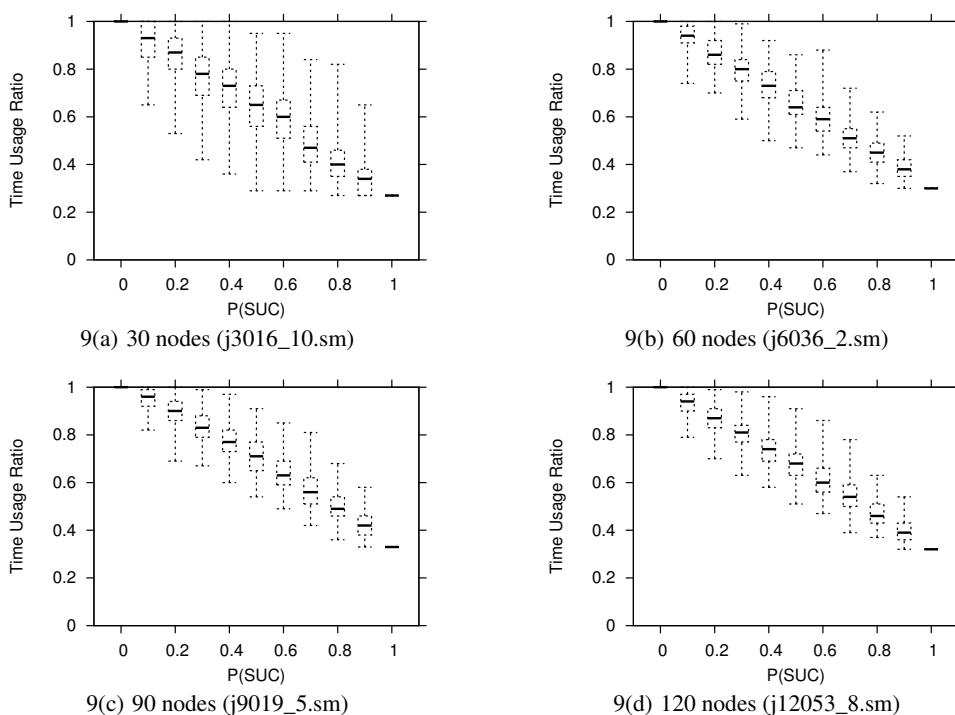 1
0.8
0.6
0.4
0.2
0
Time Usage Ratio
0 0.2 0.4 0.6 0.8 1
P(SUC)
9(a) 30 nodes (j3016_10.sm)
1
0.8
0.6
0.4
0.2
0
Time Usage Ratio
0 0.2 0.4 0.6 0.8 1
P(SUC)
9(b) 60 nodes (j6036_2.sm)
1
0.8
0.6
0.4
0.2
0
Time Usage Ratio
0 0.2 0.4 0.6 0.8 1
P(SUC)
9(c) 90 nodes (j9019_5.sm)
1
0.8
0.6
0.4
0.2
0
Time Usage Ratio
0 0.2 0.4 0.6 0.8 1
P(SUC)
9(d) 120 nodes (j12053_8.sm)